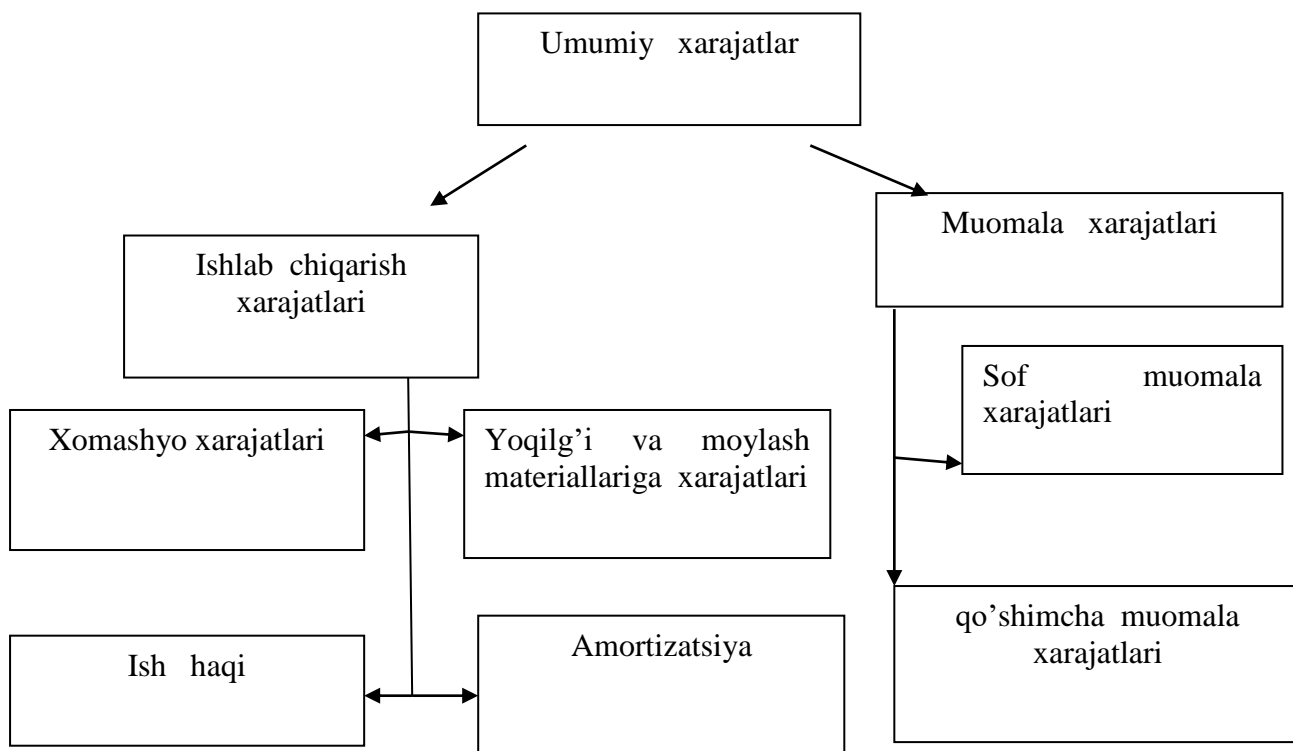 Umumiy xarajatlar
Muomala xarajatlari
Ishlab chiqarish
xarajatlari
Sof muomala
xarajatlari
Xomashyo xarajatlari
Yoqilg’i va moylash
materiallariga xarajatlari
qo’shimcha muomala
xarajatlari
Ish haqi
Amortizatsiya